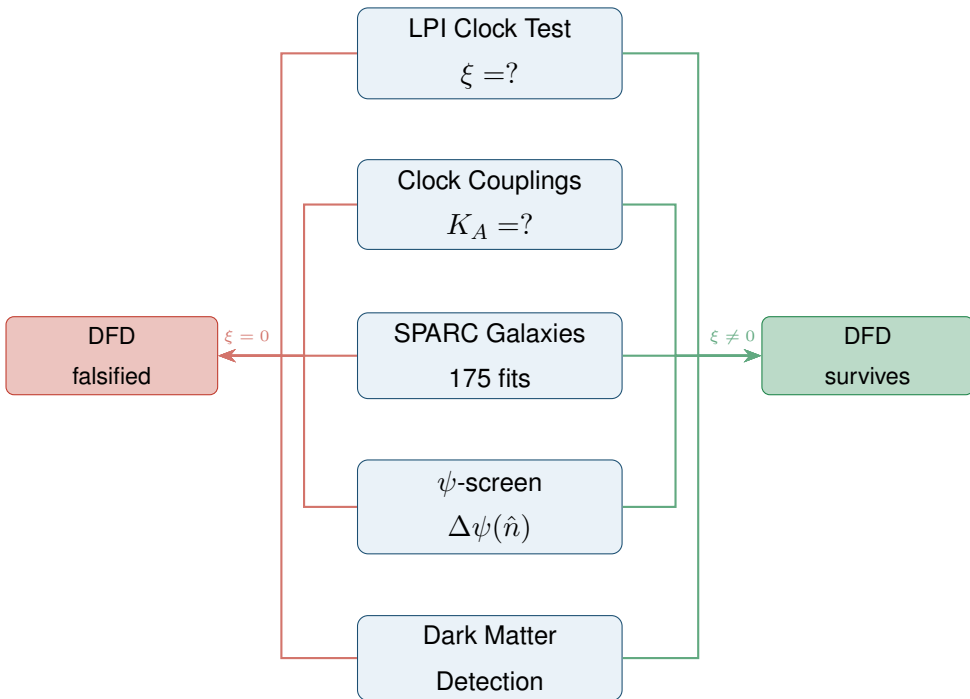 LPI Clock Test
ξ =?
Clock Couplings
K_A =?
DFD
falsified
ξ = 0
SPARC Galaxies
175 fits
ξ ≠ 0
DFD
survives
ψ-screen
Δψ(n̂)
Dark Matter
Detection